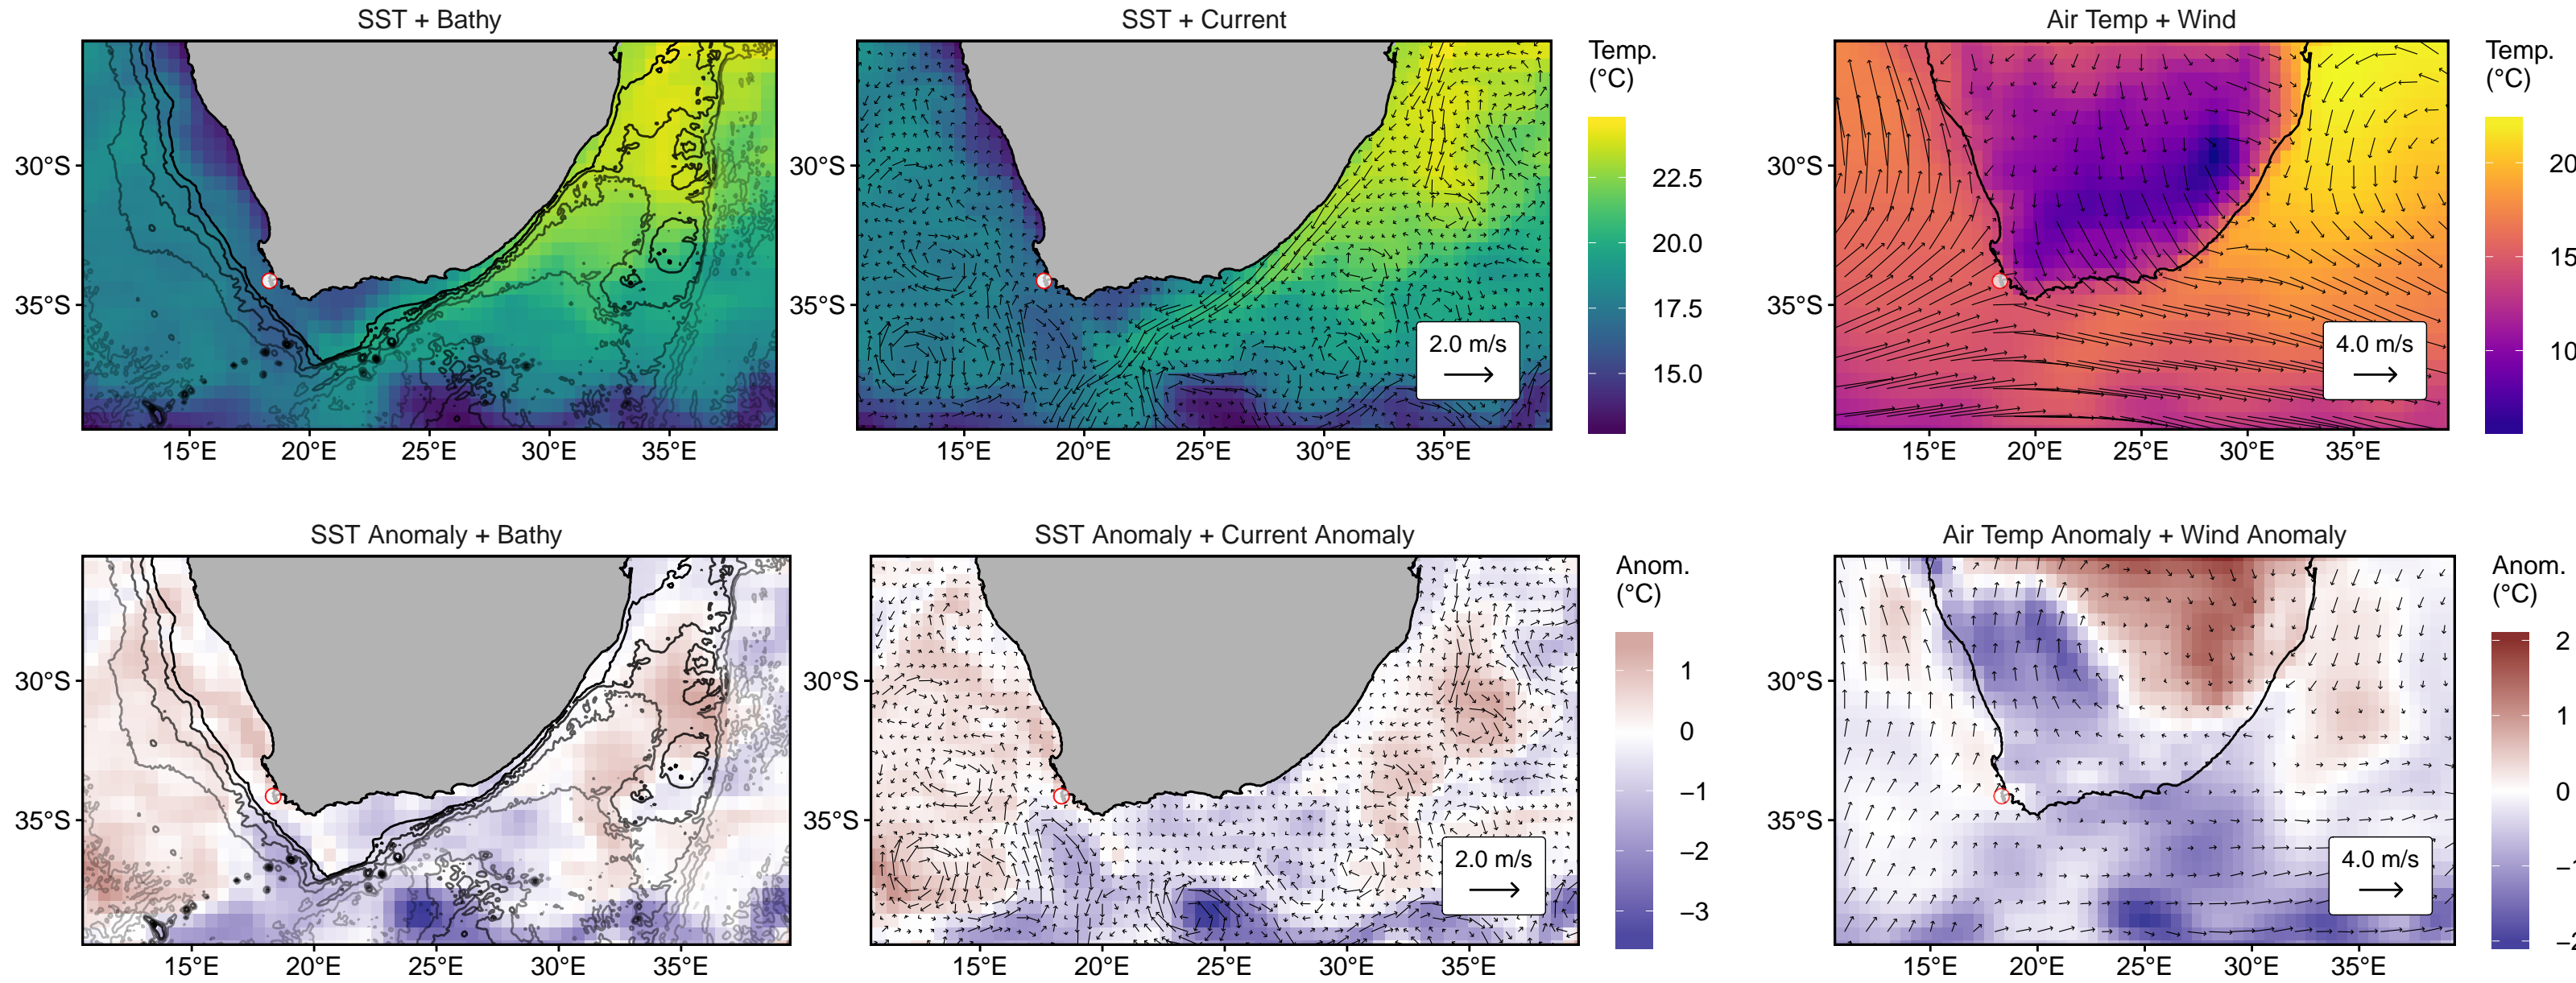 SST + Bathy
30°S
35°S
15°E 20°E 25°E 30°E 35°E
SST + Current
30°S
35°S
15°E 20°E 25°E 30°E 35°E
2.0 m/s
Temp.
(°C)
22.5
20.0
17.5
15.0
Air Temp + Wind
30°S
35°S
15°E 20°E 25°E 30°E 35°E
4.0 m/s
Temp.
(°C)
20
15
10
SST Anomaly + Bathy
30°S
35°S
15°E 20°E 25°E 30°E 35°E
SST Anomaly + Current Anomaly
30°S
35°S
15°E 20°E 25°E 30°E 35°E
2.0 m/s
Anom.
(°C)
1
0
−1
−2
−3
Air Temp Anomaly + Wind Anomaly
30°S
35°S
15°E 20°E 25°E 30°E 35°E
4.0 m/s
Anom.
(°C)
2
1
0
−1
−2